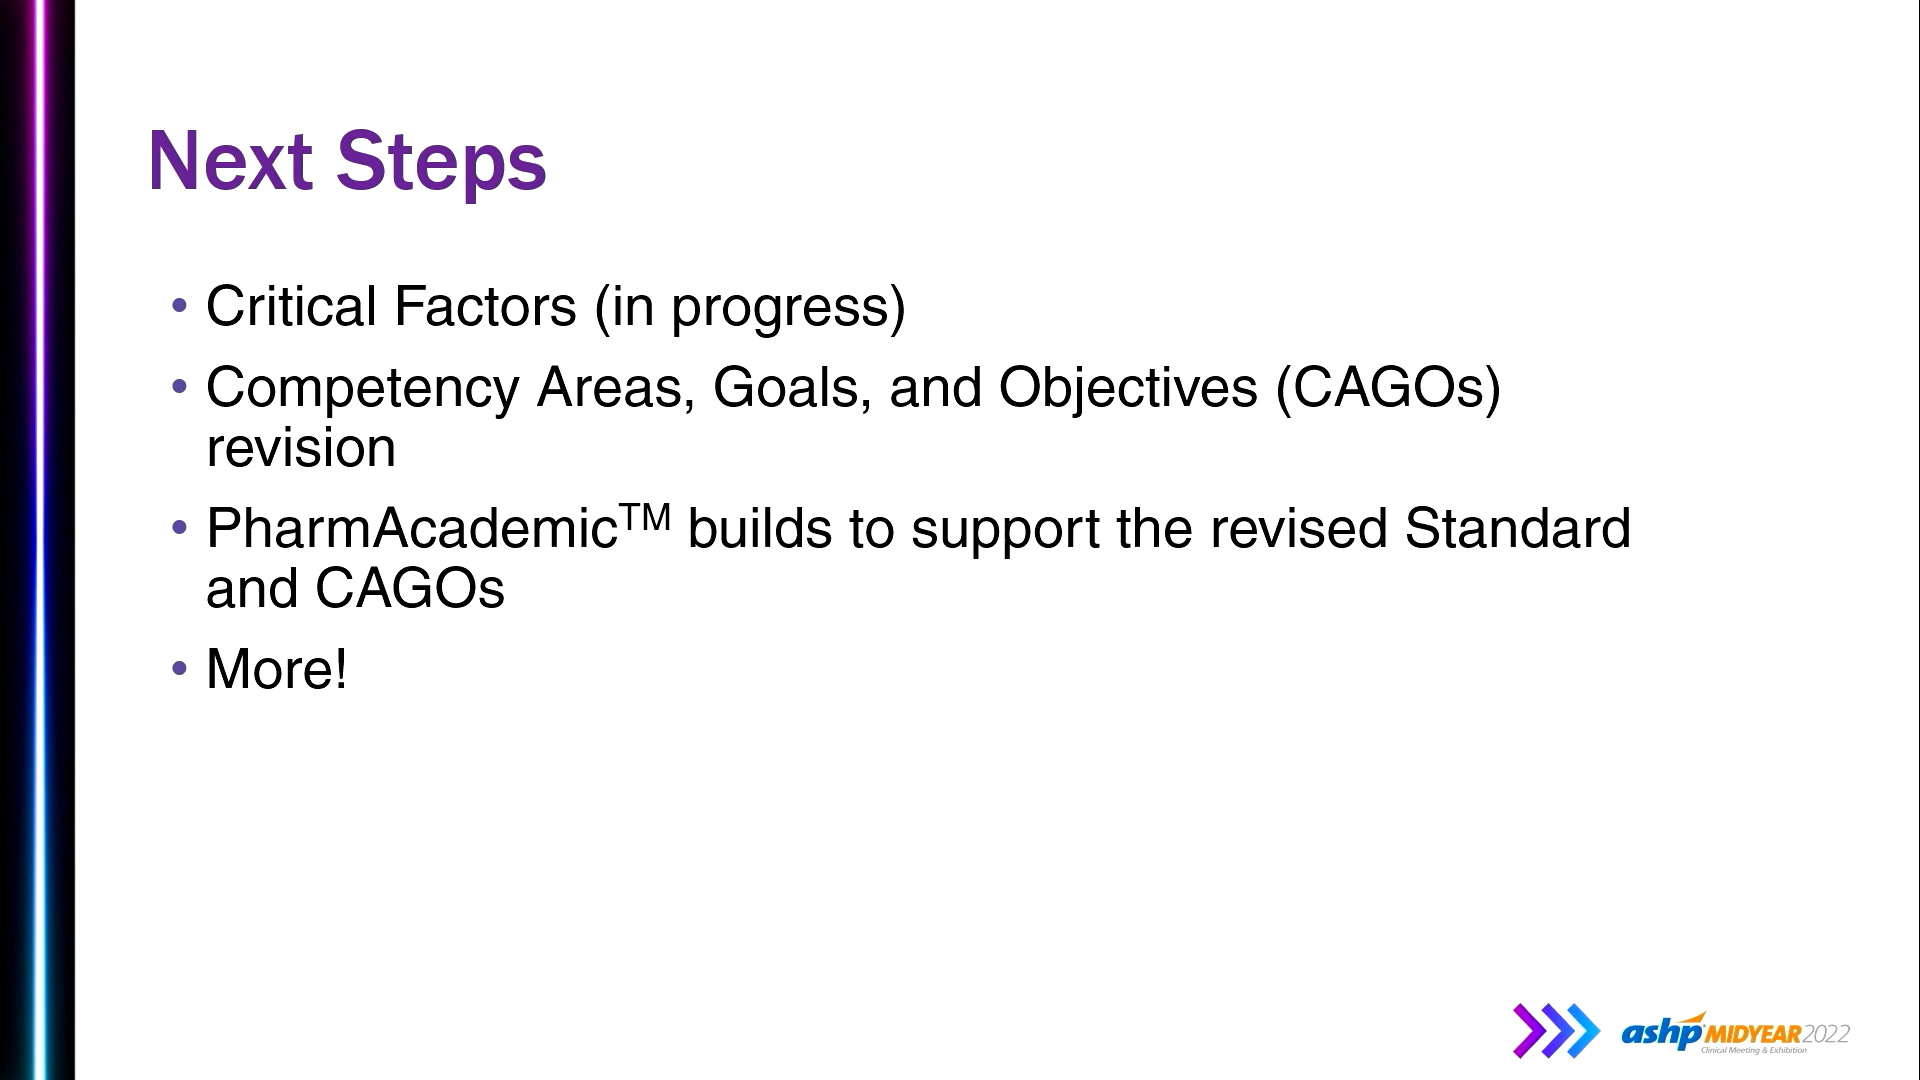 Next Steps
• Critical Factors (in progress)
• Competency Areas, Goals, and Objectives (CAGOs)
revision
• PharmAcademic™ builds to support the revised Standard
and CAGOs
• More!
ashp MIDYEAR 2022
Clinical Meeting & Exhibition